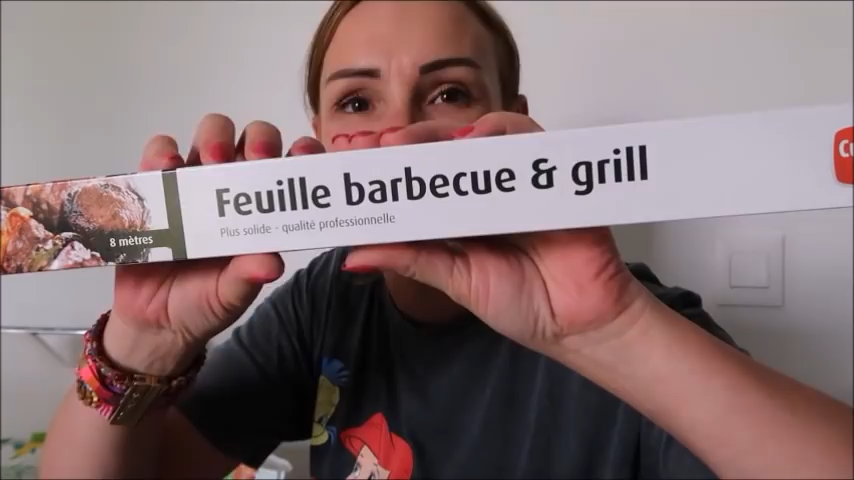 Feuille barbecue & grill
Plus solide - qualité professionnelle
8 mètres